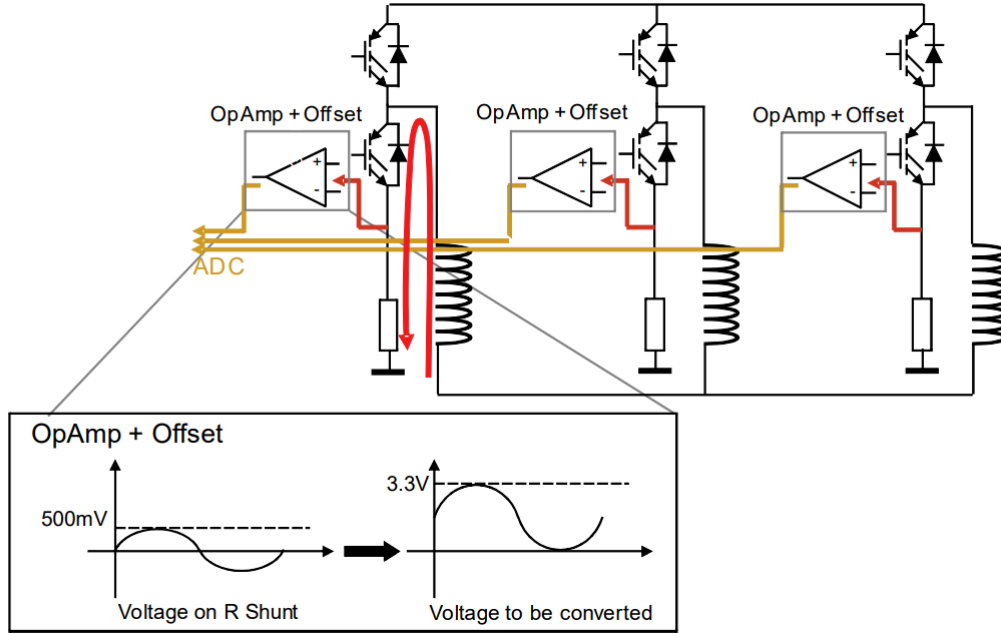 OpAmp + Offset
OpAmp + Offset
OpAmp + Offset
+
-
+
-
+
-
ADC
OpAmp + Offset
500mV
3.3V
Voltage on R Shunt
Voltage to be converted